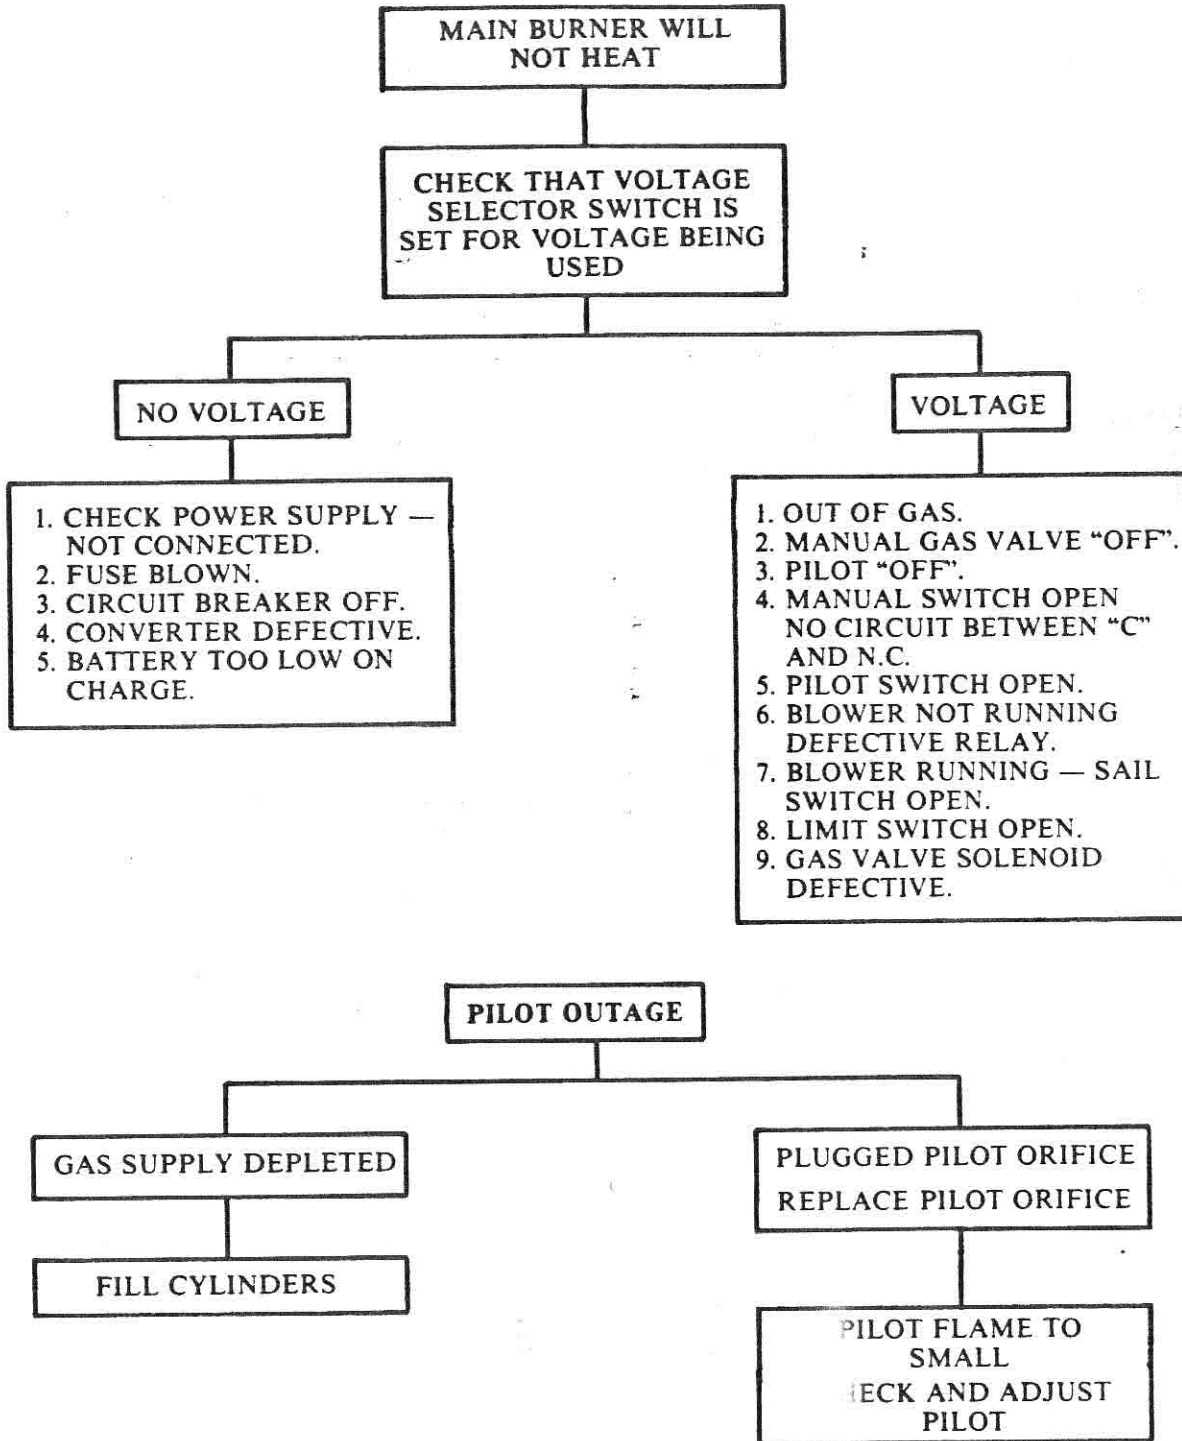 MAIN BURNER WILL
NOT HEAT
CHECK THAT VOLTAGE
SELECTOR SWITCH IS
SET FOR VOLTAGE BEING
USED
NO VOLTAGE
1. CHECK POWER SUPPLY —
NOT CONNECTED.
2. FUSE BLOWN.
3. CIRCUIT BREAKER OFF.
4. CONVERTER DEFECTIVE.
5. BATTERY TOO LOW ON
CHARGE.
VOLTAGE
1. OUT OF GAS.
2. MANUAL GAS VALVE “OFF”.
3. PILOT “OFF”.
4. MANUAL SWITCH OPEN
NO CIRCUIT BETWEEN “C”
AND N.C.
5. PILOT SWITCH OPEN.
6. BLOWER NOT RUNNING
DEFECTIVE RELAY.
7. BLOWER RUNNING — SAIL
SWITCH OPEN.
8. LIMIT SWITCH OPEN.
9. GAS VALVE SOLENOID
DEFECTIVE.
PILOT OUTAGE
GAS SUPPLY DEPLETED
FILL CYLINDERS
PLUGGED PILOT ORIFICE
REPLACE PILOT ORIFICE
PILOT FLAME TO
SMALL
AND ADJUST
PILOT